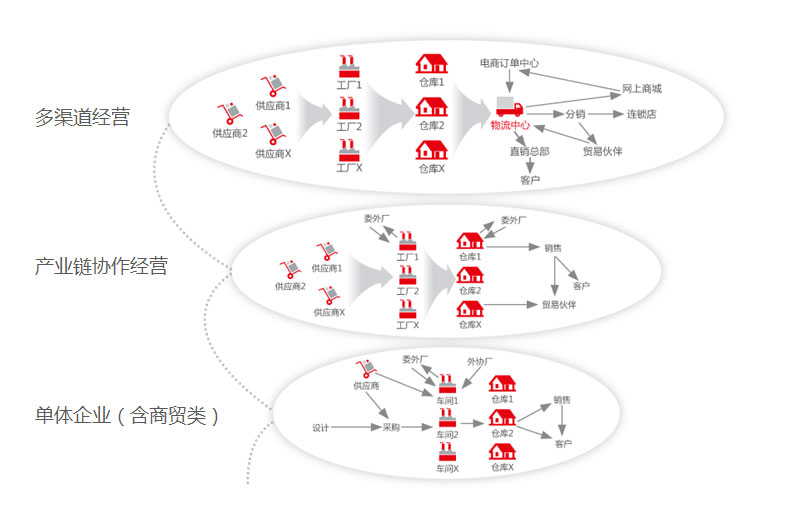 多渠道经营
供应商1
供应商2
供应商X
工厂1
工厂2
工厂X
仓库1
仓库2
仓库X
电商订单中心
网上商城
物流中心
分销
连锁店
直销总部
贸易伙伴
客户
产业链协作经营
供应商1
供应商2
供应商X
委外厂
工厂1
工厂2
工厂X
委外厂
仓库1
仓库2
仓库X
销售
客户
贸易伙伴
单体企业（含商贸类）
供应商
设计
采购
委外厂
外协厂
车间1
车间2
车间X
仓库1
仓库2
仓库X
销售
客户